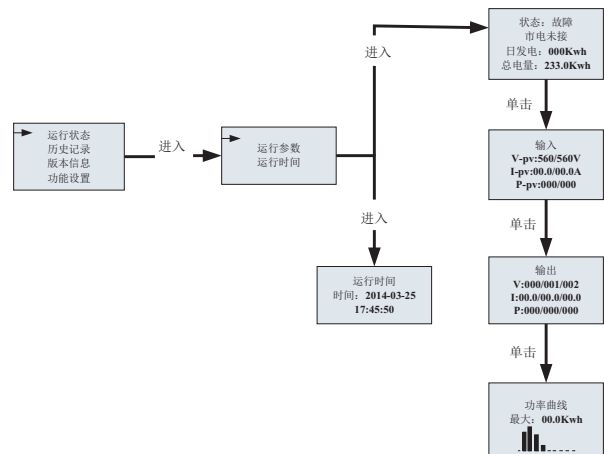 运行状态
历史记录
版本信息
功能设置
进入
运行参数
运行时间
进入
状态：故障
市电未接
日发电：000Kwh
总电量：233.0Kwh
单击
输入
V-pv:560/560V
I-pv:00.0/00.0A
P-pv:000/000
单击
输出
V:000/001/002
I:00.0/00.0/00.0
P:000/000/000
单击
功率曲线
最大：00.0Kwh
进入
运行时间
时间：2014-03-25
17:45:50